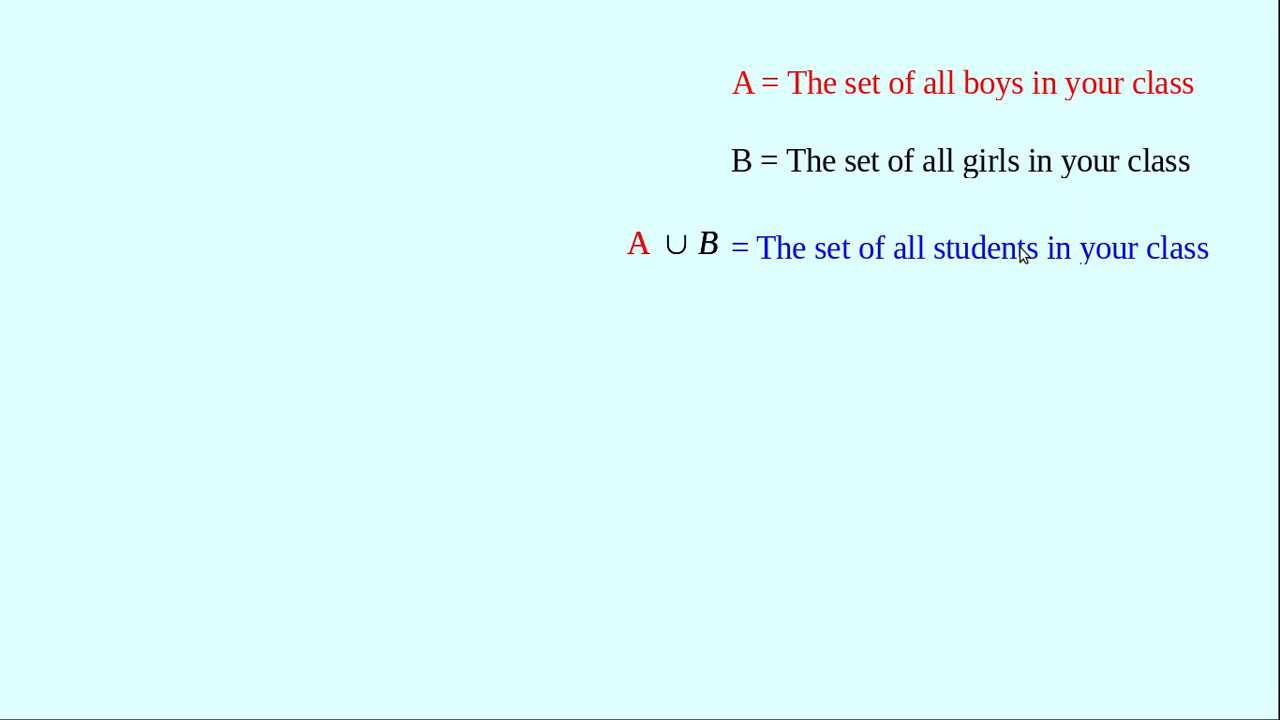 A = The set of all boys in your class
B = The set of all girls in your class
A ∪ B = The set of all students in your class